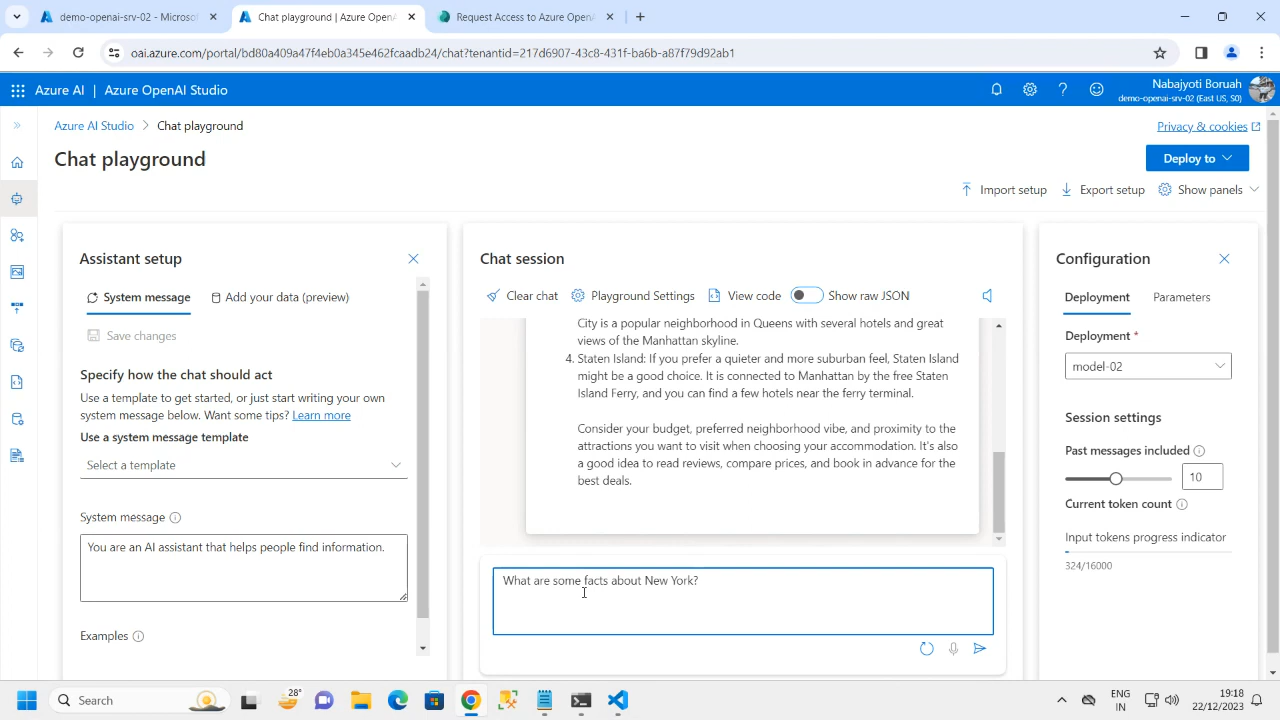 demo-openai-srv-02 - Microsof
Chat playground | Azure OpenA
Request Access to Azure OpenA
oai.azure.com/portal/bd80a409a47f4eb0a345e462fcaadb24/chat?tenantid=217d6907-43c8-431f-ba6b-a87f79d92ab1
Azure AI | Azure OpenAI Studio
Nabajyoti Boruah
demo-openai-srv-02 (East US, S0)
Azure AI Studio > Chat playground
Privacy & cookies
Chat playground
Deploy to
Import setup
Export setup
Show panels
Assistant setup
System message
Add your data (preview)
Save changes
Specify how the chat should act
Use a template to get started, or just start writing your own
system message below. Want some tips? Learn more
Use a system message template
Select a template
System message
You are an AI assistant that helps people find information.
Examples
Chat session
Clear chat
Playground Settings
View code
Show raw JSON
City is a popular neighborhood in Queens with several hotels and great
views of the Manhattan skyline.
4. Staten Island: If you prefer a quieter and more suburban feel, Staten Island
might be a good choice. It is connected to Manhattan by the free Staten
Island Ferry, and you can find a few hotels near the ferry terminal.
Consider your budget, preferred neighborhood vibe, and proximity to the
attractions you want to visit when choosing your accommodation. It's also
a good idea to read reviews, compare prices, and book in advance for the
best deals.
What are some facts about New York?
Configuration
Deployment
Parameters
Deployment *
model-02
Session settings
Past messages included
10
Current token count
Input tokens progress indicator
324/16000
Search
28°
ENG
IN
19:18
22/12/2023